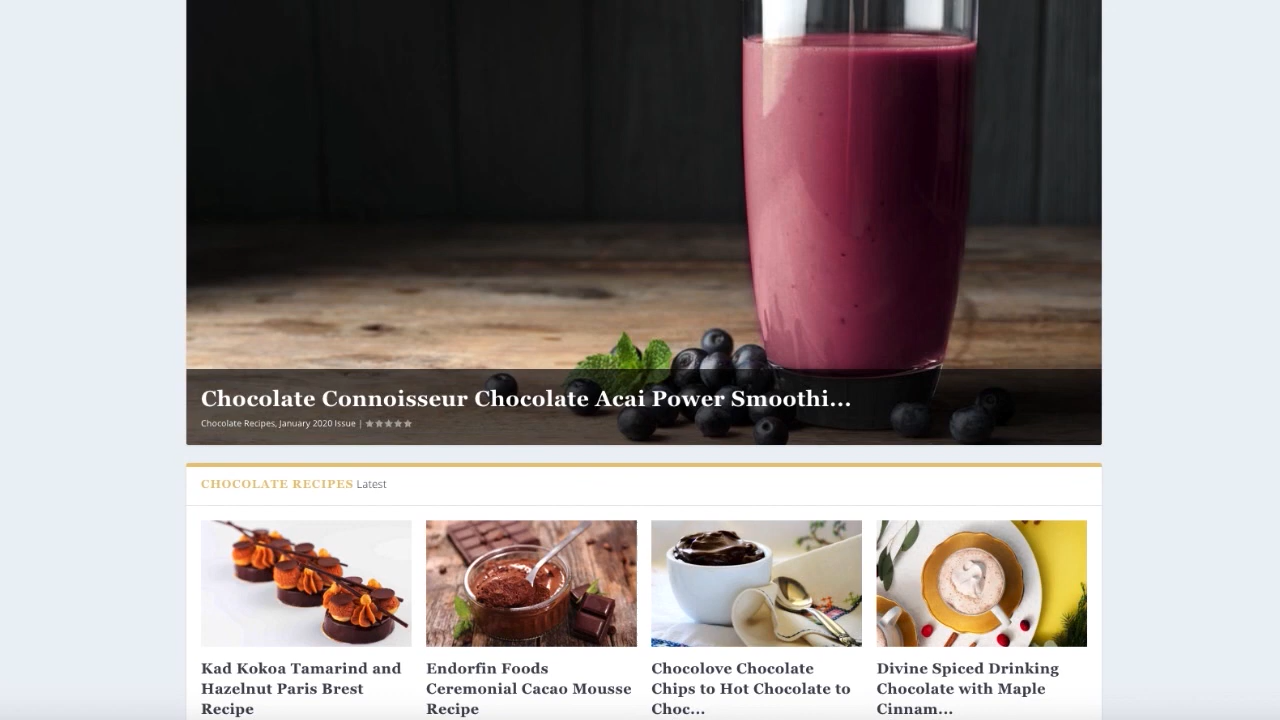 Chocolate Connoisseur Chocolate Acai Power Smoothi...
Chocolate Recipes, January 2020 Issue |
CHOCOLATE RECIPES Latest
Kad Kokoa Tamarind and
Hazelnut Paris Brest
Recipe
Endorfin Foods
Ceremonial Cacao Mousse
Recipe
Chocolove Chocolate
Chips to Hot Chocolate to
Choc...
Divine Spiced Drinking
Chocolate with Maple
Cinnam...